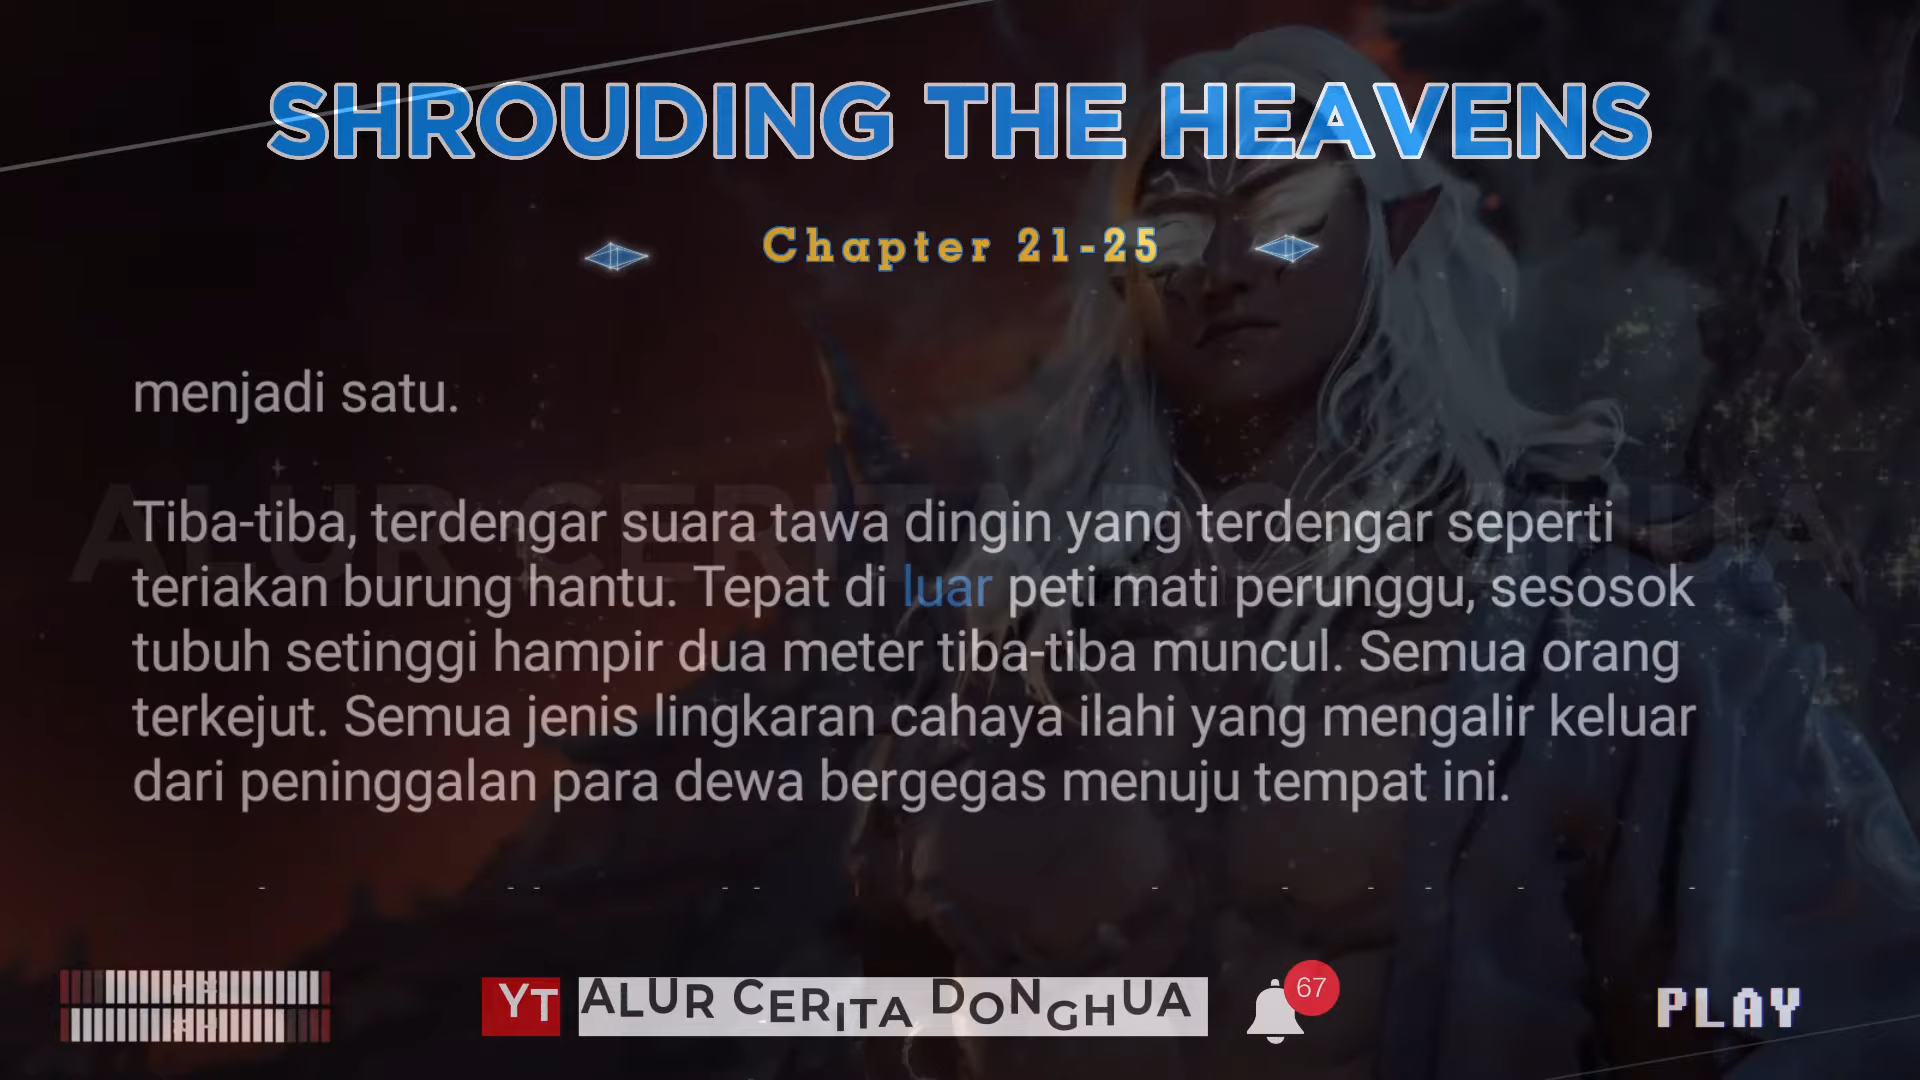 SHROUDING THE HEAVENS
Chapter 21-25
menjadi satu.
ALUR CERITA DONGHUA
Tiba-tiba, terdengar suara tawa dingin yang terdengar seperti
teriakan burung hantu. Tepat di luar peti mati perunggu, sesosok
tubuh setinggi hampir dua meter tiba-tiba muncul. Semua orang
terkejut. Semua jenis lingkaran cahaya ilahi yang mengalir keluar
dari peninggalan para dewa bergegas menuju tempat ini.
YT ALUR CERITA DONGHUA 67
PLAY